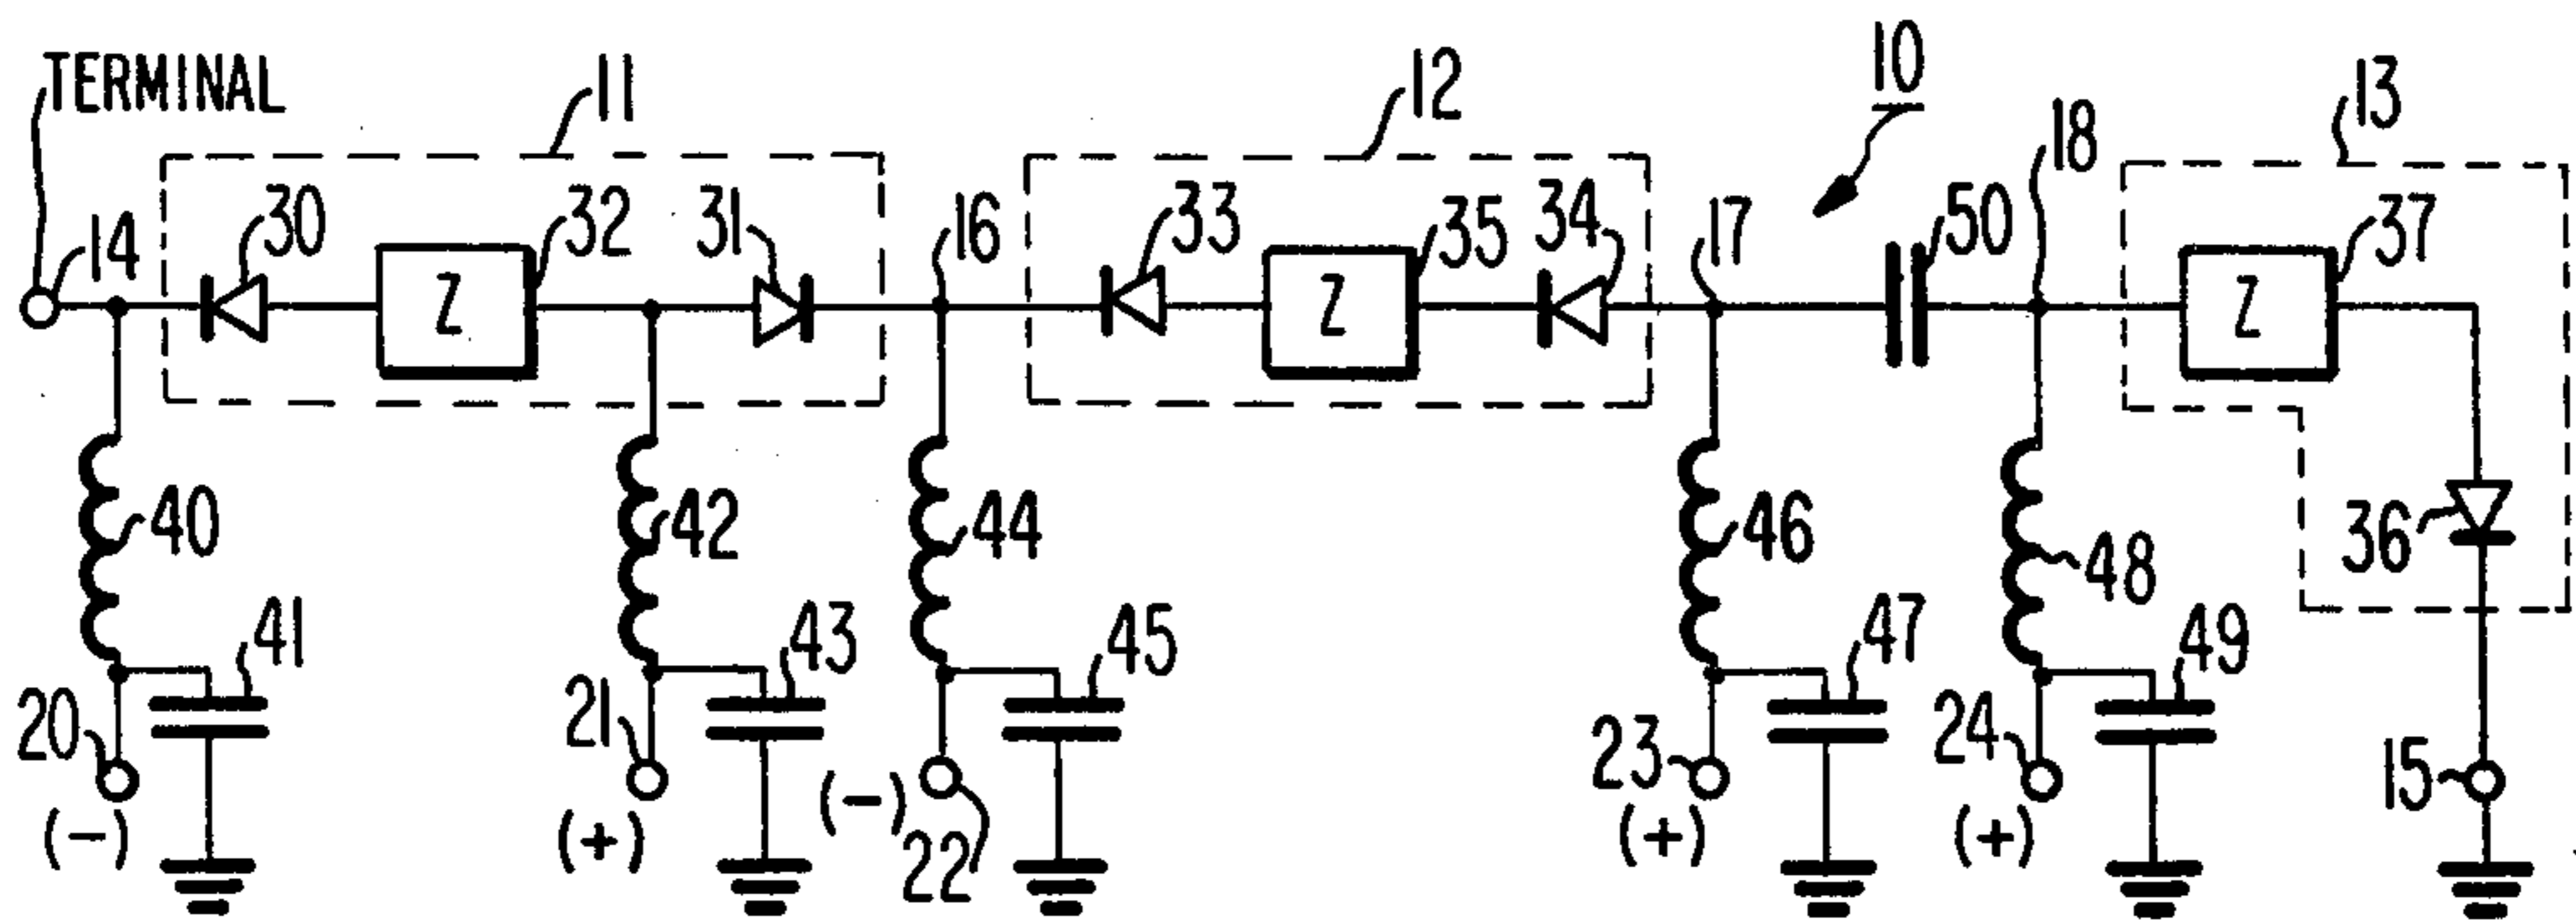 TERMINAL 11 12 10 18 13
14 30 32 31 16 33 35 34 17 50 37
Z Z Z
40 42 44 46 48 36
41 43 45 47 49
20 21 22 23 24 15
(-) (+) (-) (+) (+)